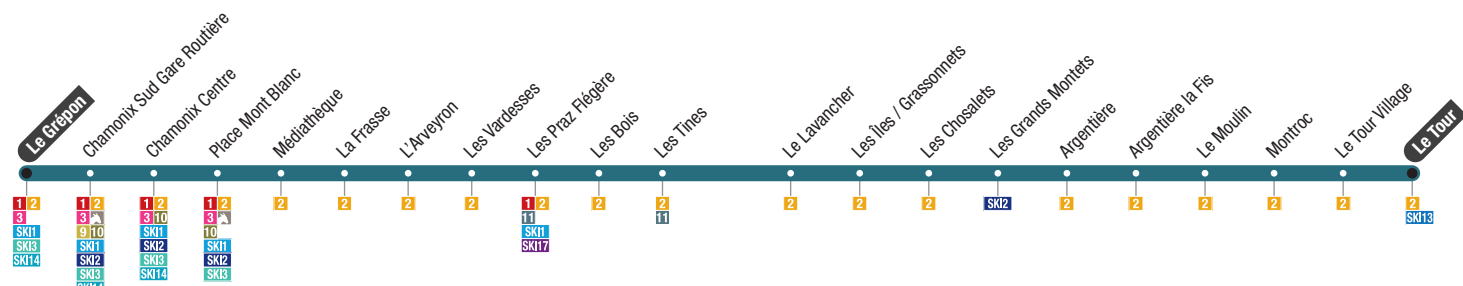 Le Grépon
Chamonix Sud Gare Routière
Chamonix Centre
Place Mont Blanc
Médiathèque
La Frasse
L'Arveyron
Les Vardesses
Les Praz Flégère
Les Bois
Les Tines
Le Lavancher
Les Îles / Grassonnets
Les Chosalets
Les Grands Montets
Argentière
Argentière la Fis
Le Moulin
Montroc
Le Tour Village
Le Tour
1 2
3
SKI1
SKI3
SKI14
1 2
3
9 10
SKI1
SKI2
SKI3
SKI14
1 2
3 10
SKI1
SKI2
SKI3
SKI14
1 2
3
10
SKI1
SKI2
SKI3
2
2
2
2
1 2
11
SKI1
SKI17
2
2
11
2
2
2
SKI2
2
2
2
2
2
2
SKI13